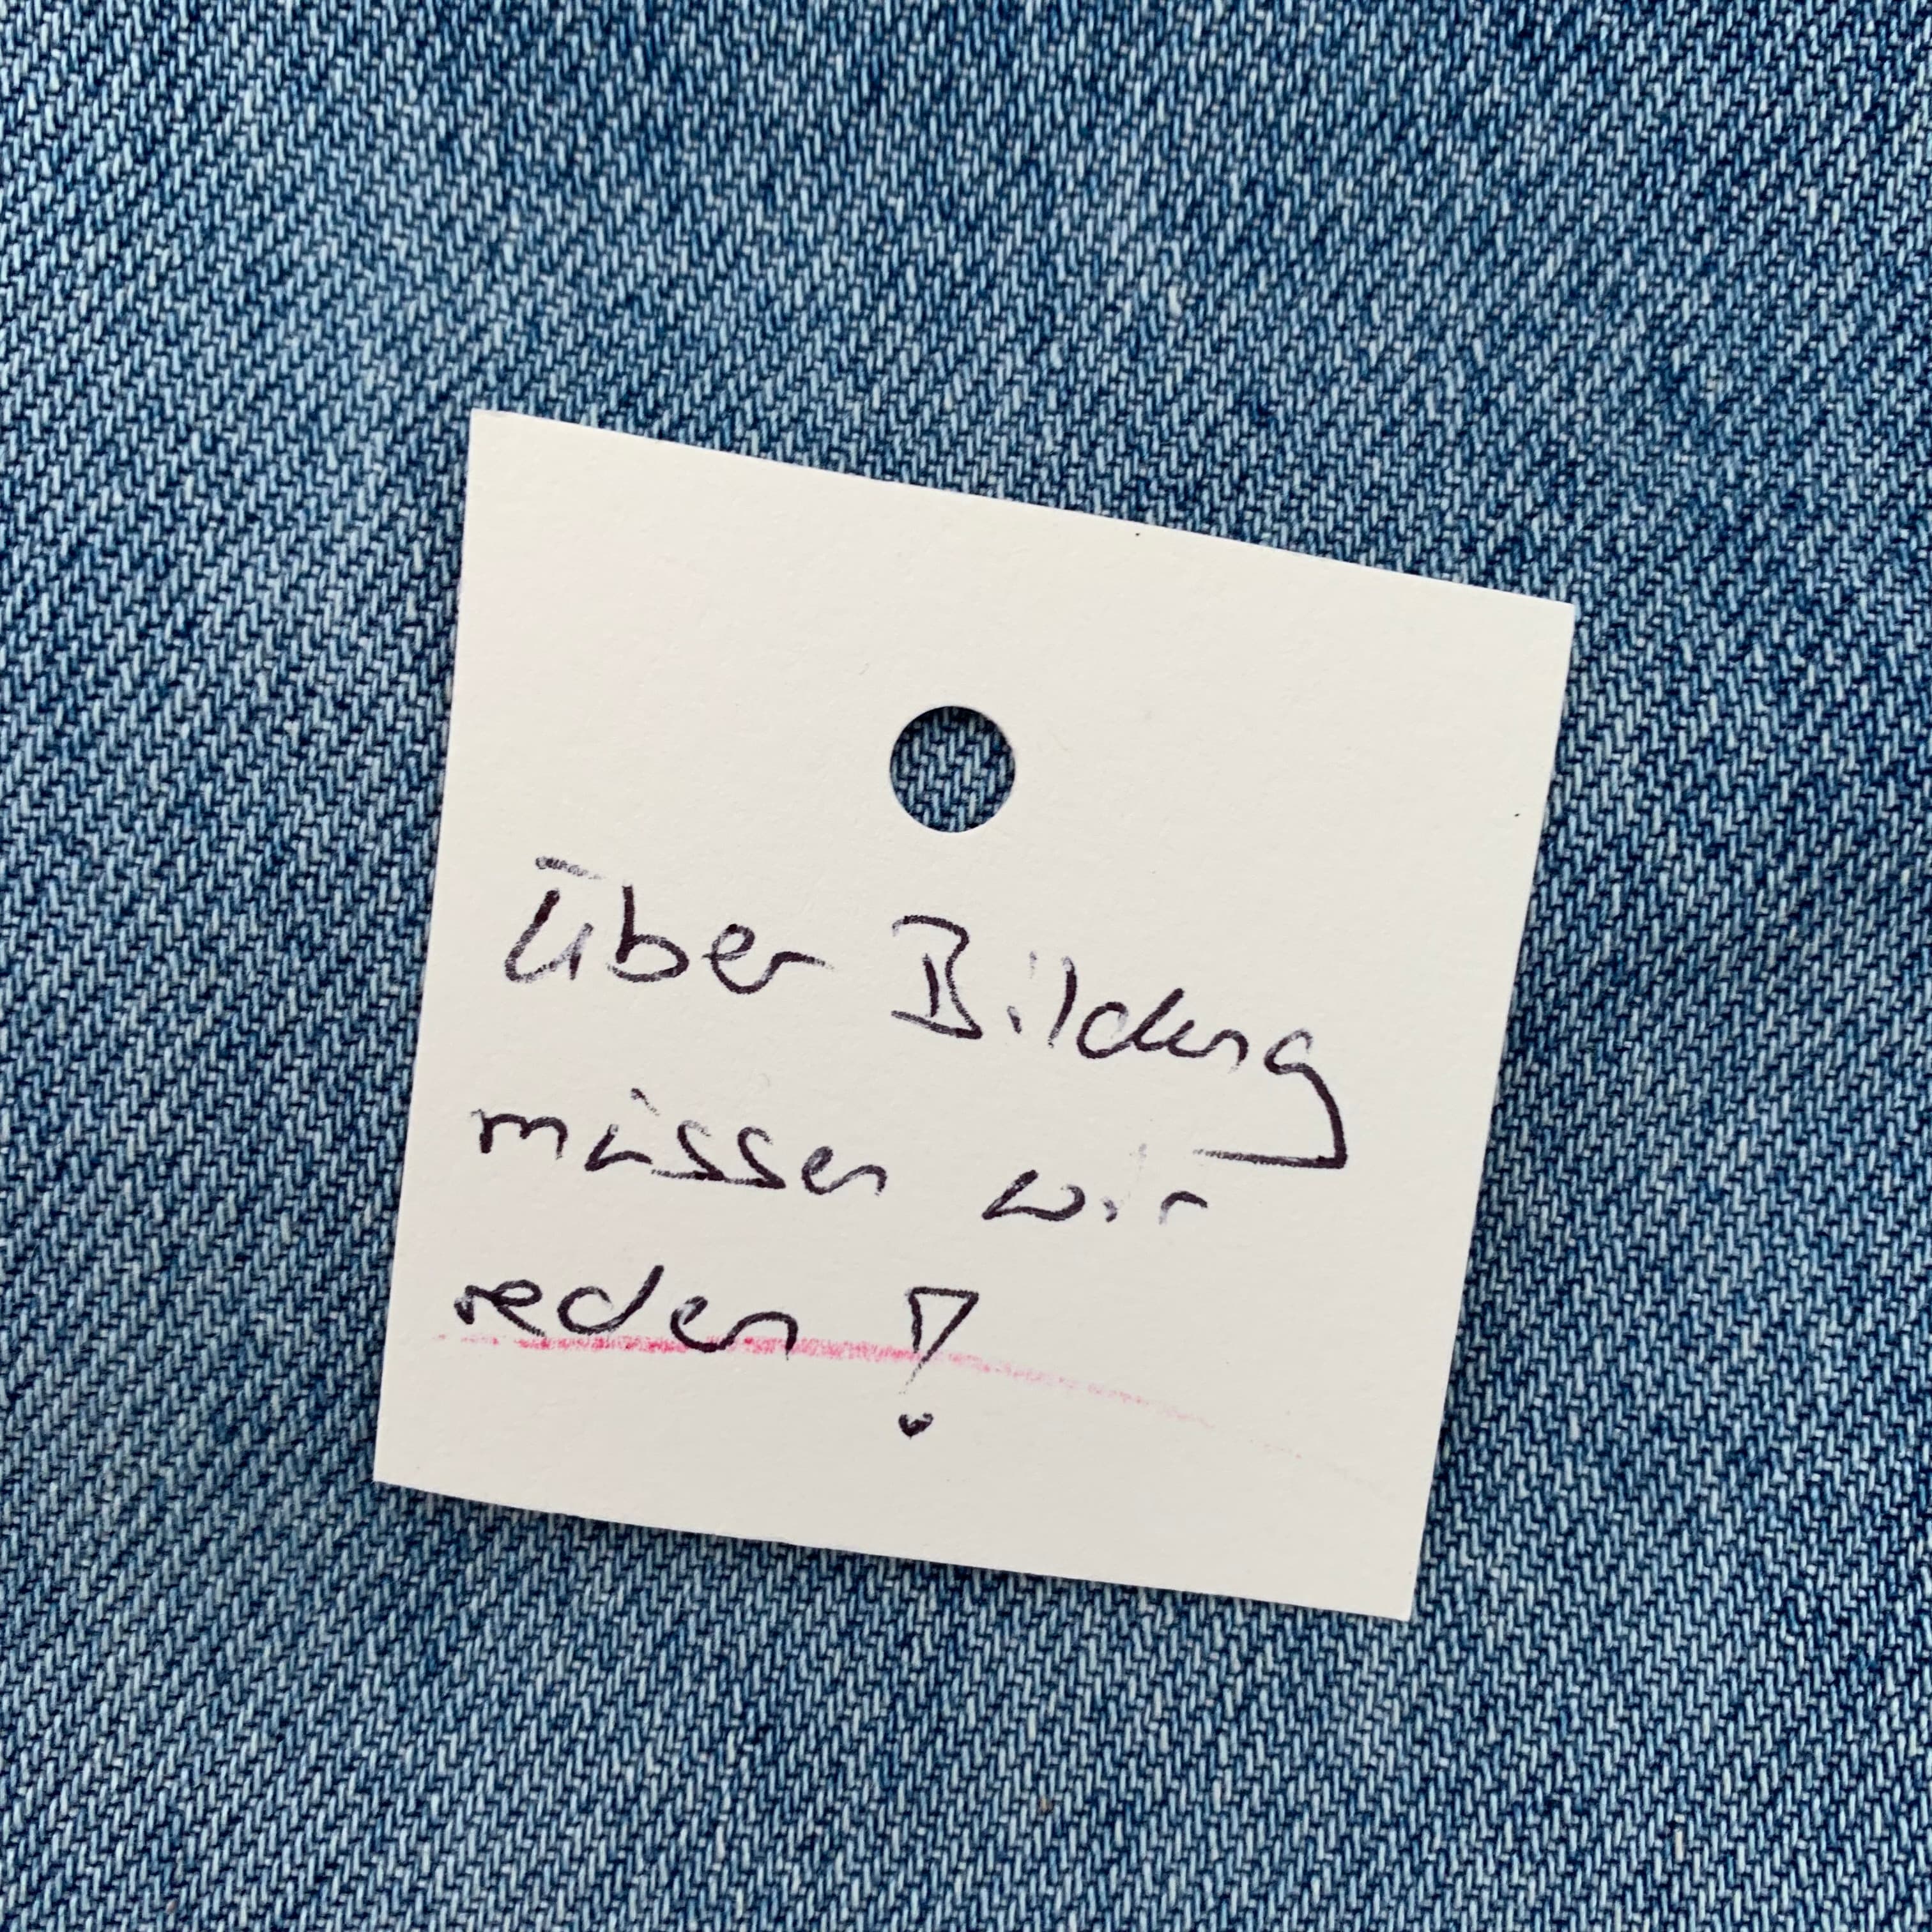 Über Bildung
müssen wir
reden!